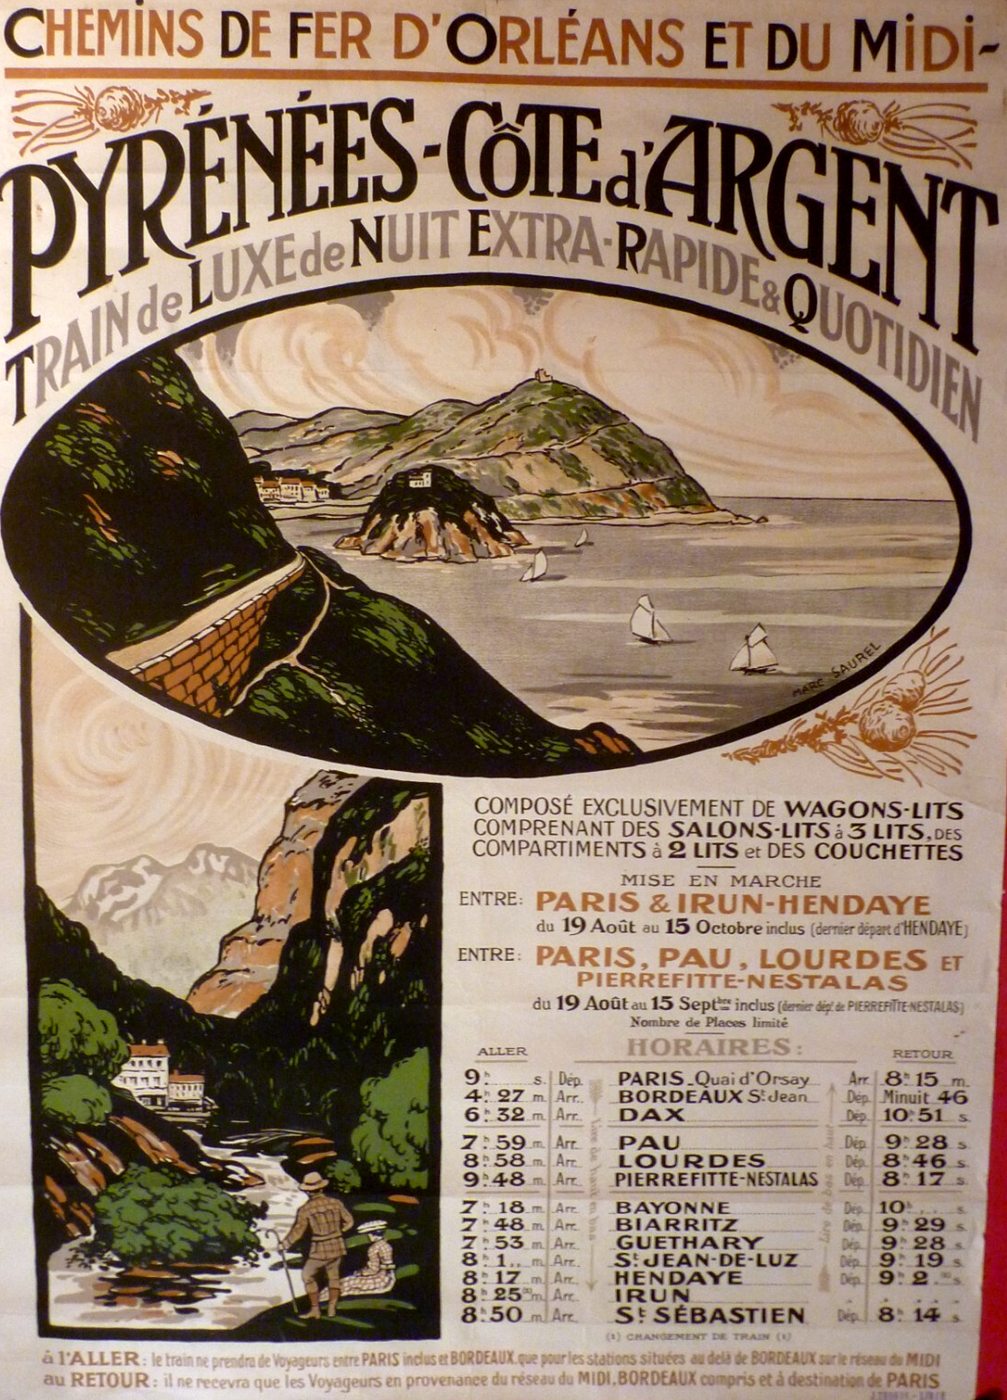 CHEMINS DE FER D'ORLÉANS ET DU MIDI-
PYRÉNÉES-CÔTE d'ARGENT
TRAIN de LUXE de NUIT EXTRA-RAPIDE & QUOTIDIEN
MARC SAUREL
COMPOSÉ EXCLUSIVEMENT DE WAGONS-LITS
COMPRENANT DES SALONS-LITS à 3 LITS, DES
COMPARTIMENTS à 2 LITS et DES COUCHETTES
MISE EN MARCHE
ENTRE: PARIS & IRUN-HENDAYE
du 19 Août au 15 Octobre inclus (dernier départ d'HENDAYE)
ENTRE: PARIS, PAU, LOURDES ET
PIERREFITTE-NESTALAS
du 19 Août au 15 Septbre inclus (dernier dépt de PIERREFITTE-NESTALAS)
Nombre de Places limité
ALLER HORAIRES: RETOUR
9h s. Dép. PARIS-Quai d'Orsay Arr. 8h 15 m.
4h 27 m. Arr. BORDEAUX St Jean Dép. Minuit 46
6h 32 m. Arr. DAX Dép. 10h 51 s.
7h 59 m. Arr. PAU Dép. 9h 28 s.
8h 58 m. Arr. LOURDES Dép. 8h 46 s.
9h 48 m. Arr. PIERREFITTE-NESTALAS Dép. 8h 17 s.
7h 18 m. Arr. BAYONNE Dép. 10h s.
7h 48 m. Arr. BIARRITZ Dép. 9h 29 s.
7h 53 m. Arr. GUETHARY Dép. 9h 28 s.
8h 1 m. Arr. St JEAN-DE-LUZ Dép. 9h 19 s.
8h 17 m. Arr. HENDAYE Dép. 9h 2 (1) s.
8h 25 (1) m. Arr. IRUN
8h 50 m. Arr. St SÉBASTIEN Dép. 8h 14 s.
(1) CHANGEMENT DE TRAIN (1)
à l'ALLER: le train ne prendra de Voyageurs entre PARIS inclus et BORDEAUX, que pour les stations situées au delà de BORDEAUX sur le réseau du MIDI
au RETOUR: il ne recevra que les Voyageurs en provenance du réseau du MIDI, BORDEAUX compris et à destination de PARIS